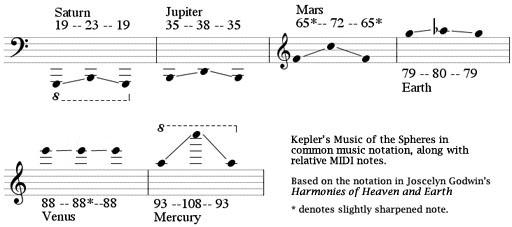 Saturn
19 -- 23 -- 19
Jupiter
35 -- 38 -- 35
Mars
65*-- 72 -- 65*
79 -- 80 -- 79
Earth
8
8
88 -- 88*--88
Venus
93 --108-- 93
Mercury
Kepler's Music of the Spheres in
common music notation, along with
relative MIDI notes.
Based on the notation in Joscelyn Godwin's
Harmonies of Heaven and Earth
* denotes slightly sharpened note.